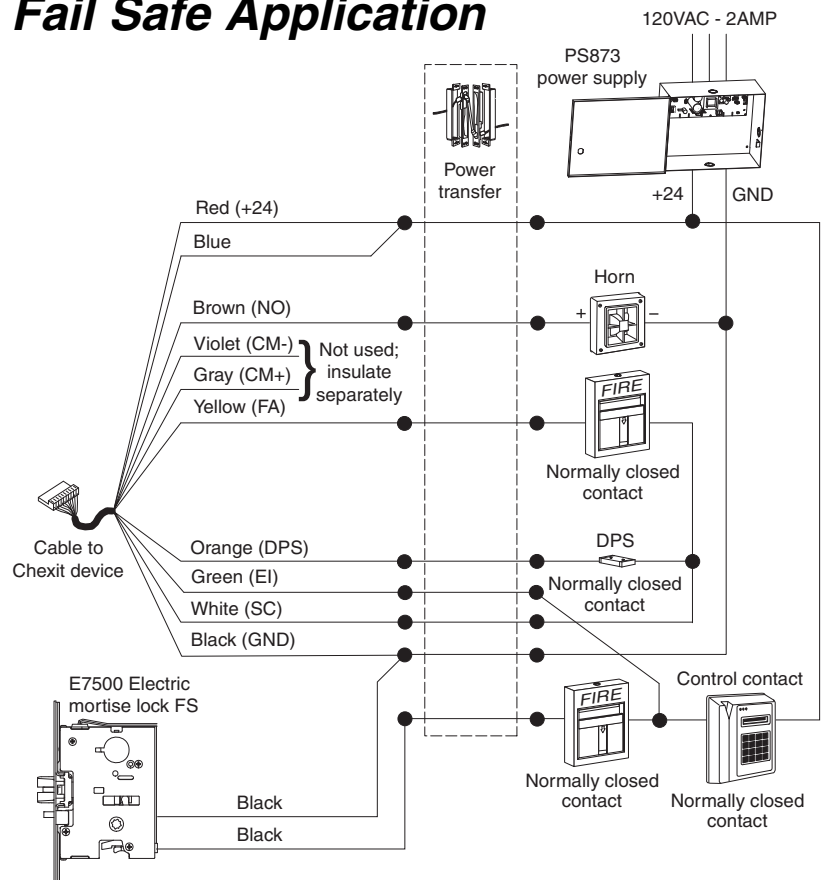 Fail Safe Application
120VAC - 2AMP
PS873
power supply
Power
transfer
+24
GND
Red (+24)
Blue
Horn
Brown (NO)
+
–
Violet (CM-)
Gray (CM+)
Not used;
insulate
separately
Yellow (FA)
FIRE
Normally closed
contact
Cable to
Chexit device
Orange (DPS)
DPS
Green (EI)
Normally closed
contact
White (SC)
Black (GND)
E7500 Electric
mortise lock FS
FIRE
Control contact
Normally closed
contact
Normally closed
contact
Black
Black